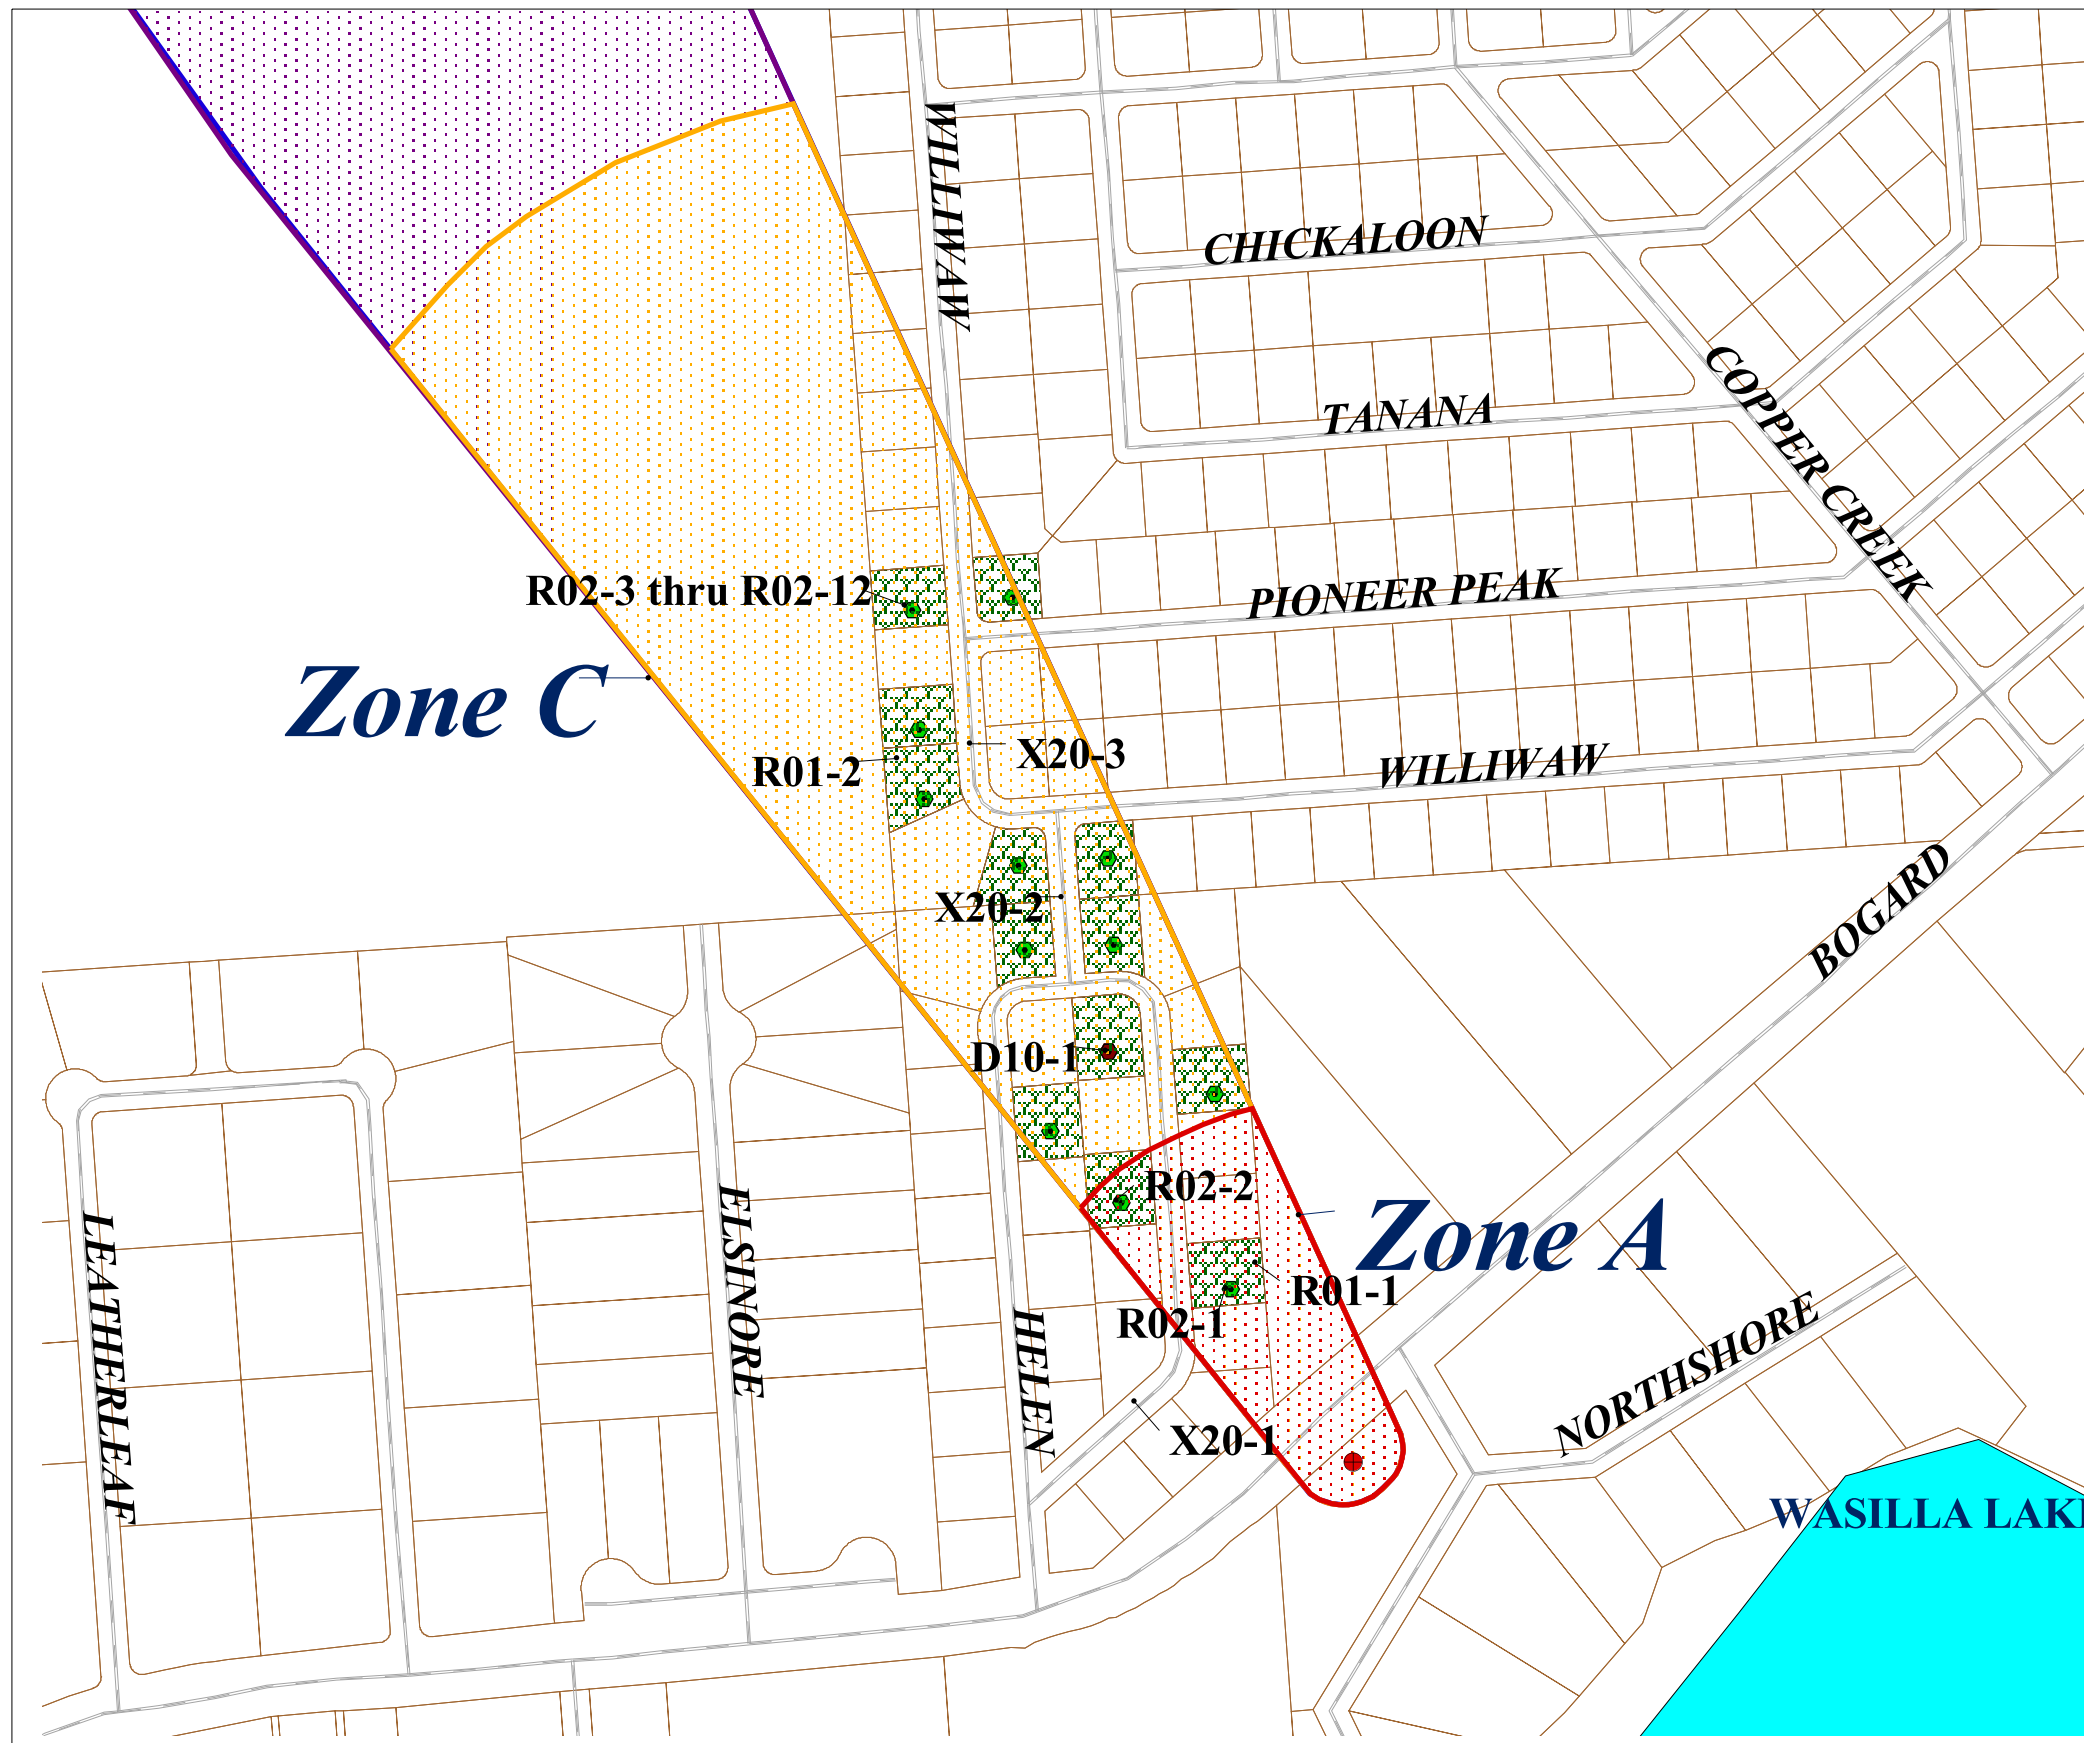 WILLIWAW
CHICKALOON
COPPER CREEK
TANANA
R02-3 thru R02-12
PIONEER PEAK
Zone C
X20-3
R01-2
WILLIWAW
X20-2
BOGARD
D10-1
R02-2
Zone A
LEATHERLEAF
ELSINORE
R01-1
R02-1
HELEN
NORTHSHORE
X20-1
WASILLA LAKE